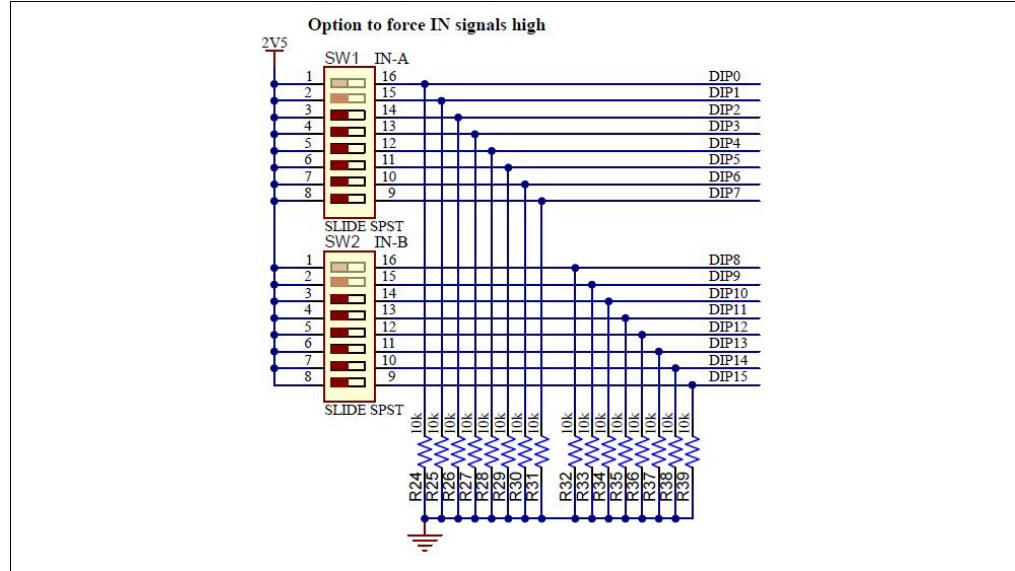 Option to force IN signals high
2V5
SW1 IN-A
1 16 DIP0
2 15 DIP1
3 14 DIP2
4 13 DIP3
5 12 DIP4
6 11 DIP5
7 10 DIP6
8 9 DIP7
SLIDE SPST
SW2 IN-B
1 16 DIP8
2 15 DIP9
3 14 DIP10
4 13 DIP11
5 12 DIP12
6 11 DIP13
7 10 DIP14
8 9 DIP15
SLIDE SPST
10k 10k 10k 10k 10k 10k 10k 10k 10k 10k 10k 10k 10k 10k 10k 10k
R24 R25 R26 R27 R28 R29 R30 R31 R32 R33 R34 R35 R36 R37 R38 R39